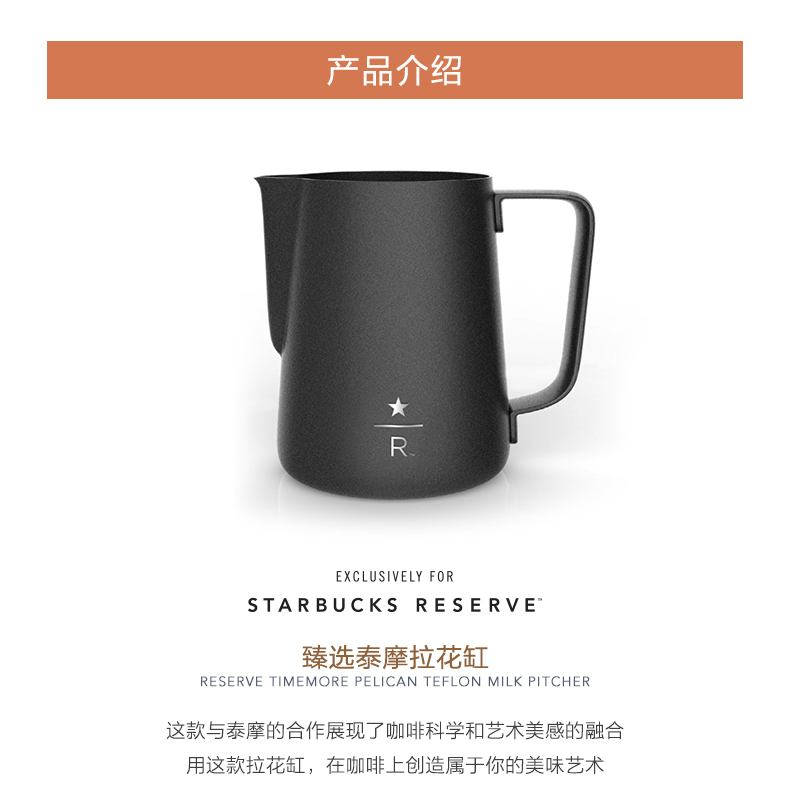 产品介绍
R™
EXCLUSIVELY FOR
STARBUCKS RESERVE™
臻选泰摩拉花缸
RESERVE TIMEMORE PELICAN TEFLON MILK PITCHER
这款与泰摩的合作展现了咖啡科学和艺术美感的融合
用这款拉花缸，在咖啡上创造属于你的美味艺术